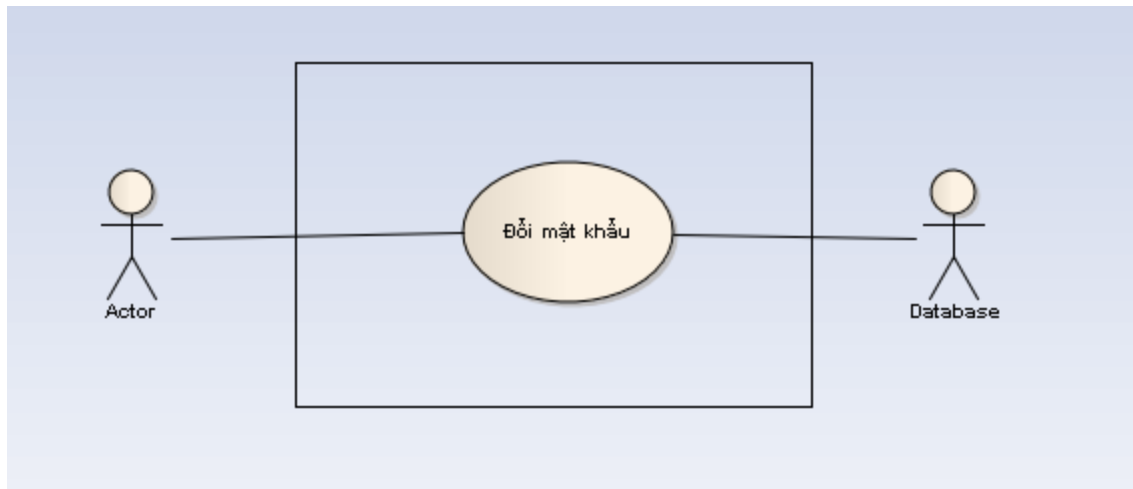 Đổi mật khẩu
Actor
Database